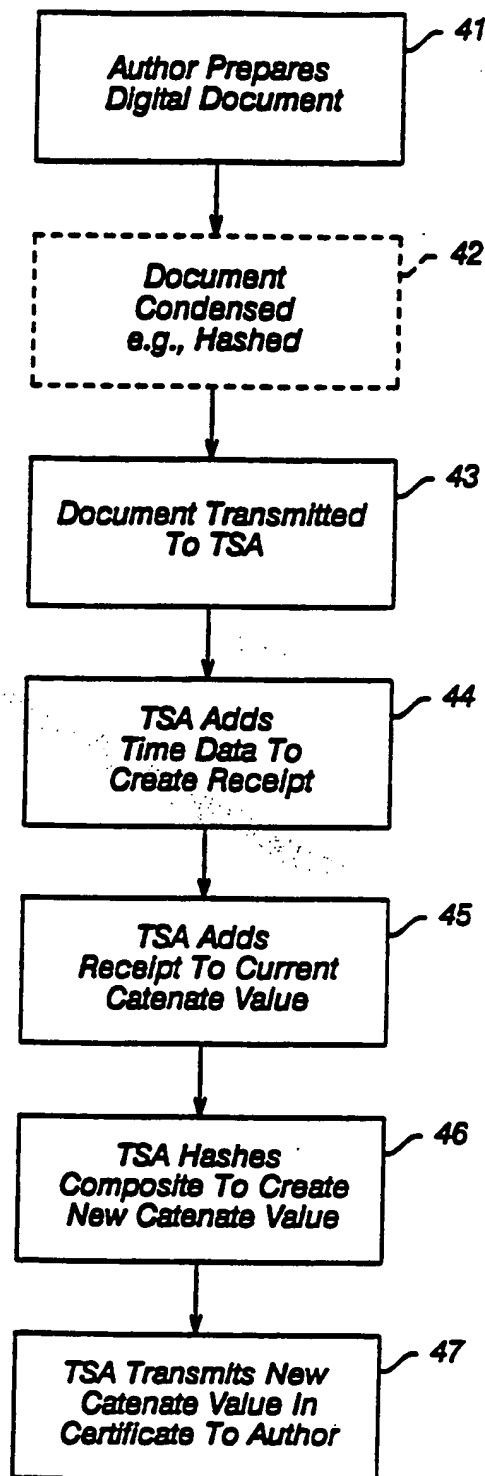 41
Author Prepares
Digital Document
42
Document
Condensed
e.g., Hashed
43
Document Transmitted
To TSA
44
TSA Adds
Time Data To
Create Receipt
45
TSA Adds
Receipt To Current
Catenate Value
46
TSA Hashes
Composite To Create
New Catenate Value
47
TSA Transmits New
Catenate Value In
Certificate To Author